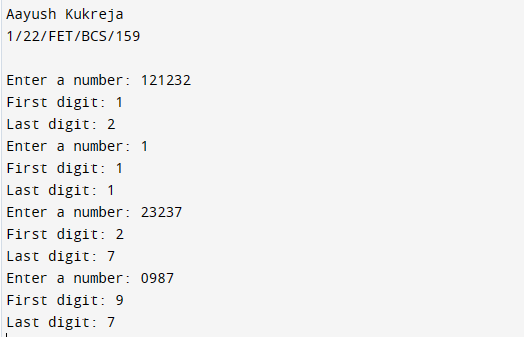 Aayush Kukreja
1/22/FET/BCS/159
Enter a number: 121232
First digit: 1
Last digit: 2
Enter a number: 1
First digit: 1
Last digit: 1
Enter a number: 23237
First digit: 2
Last digit: 7
Enter a number: 0987
First digit: 9
Last digit: 7